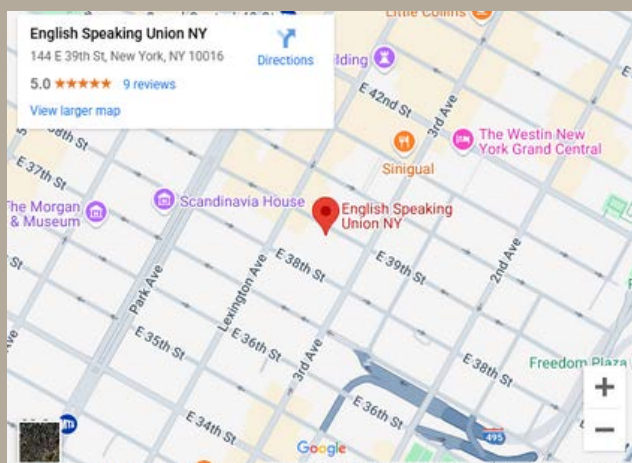 English Speaking Union NY
144 E 39th St, New York, NY 10016
5.0
9 reviews
View larger map
Directions
Little Collins
E 42nd St
3rd Ave
The Westin New
York Grand Central
Sinigual
E 37th St
The Morgan
& Museum
Scandinavia House
English Speaking
Union NY
E 38th St
E 39th St
2nd Ave
Park Ave
Lexington Ave
E 35th St
E 36th St
3rd Ave
E 38th St
Freedom Plaza
E 36th St
E 34th St
495
Google
+
−